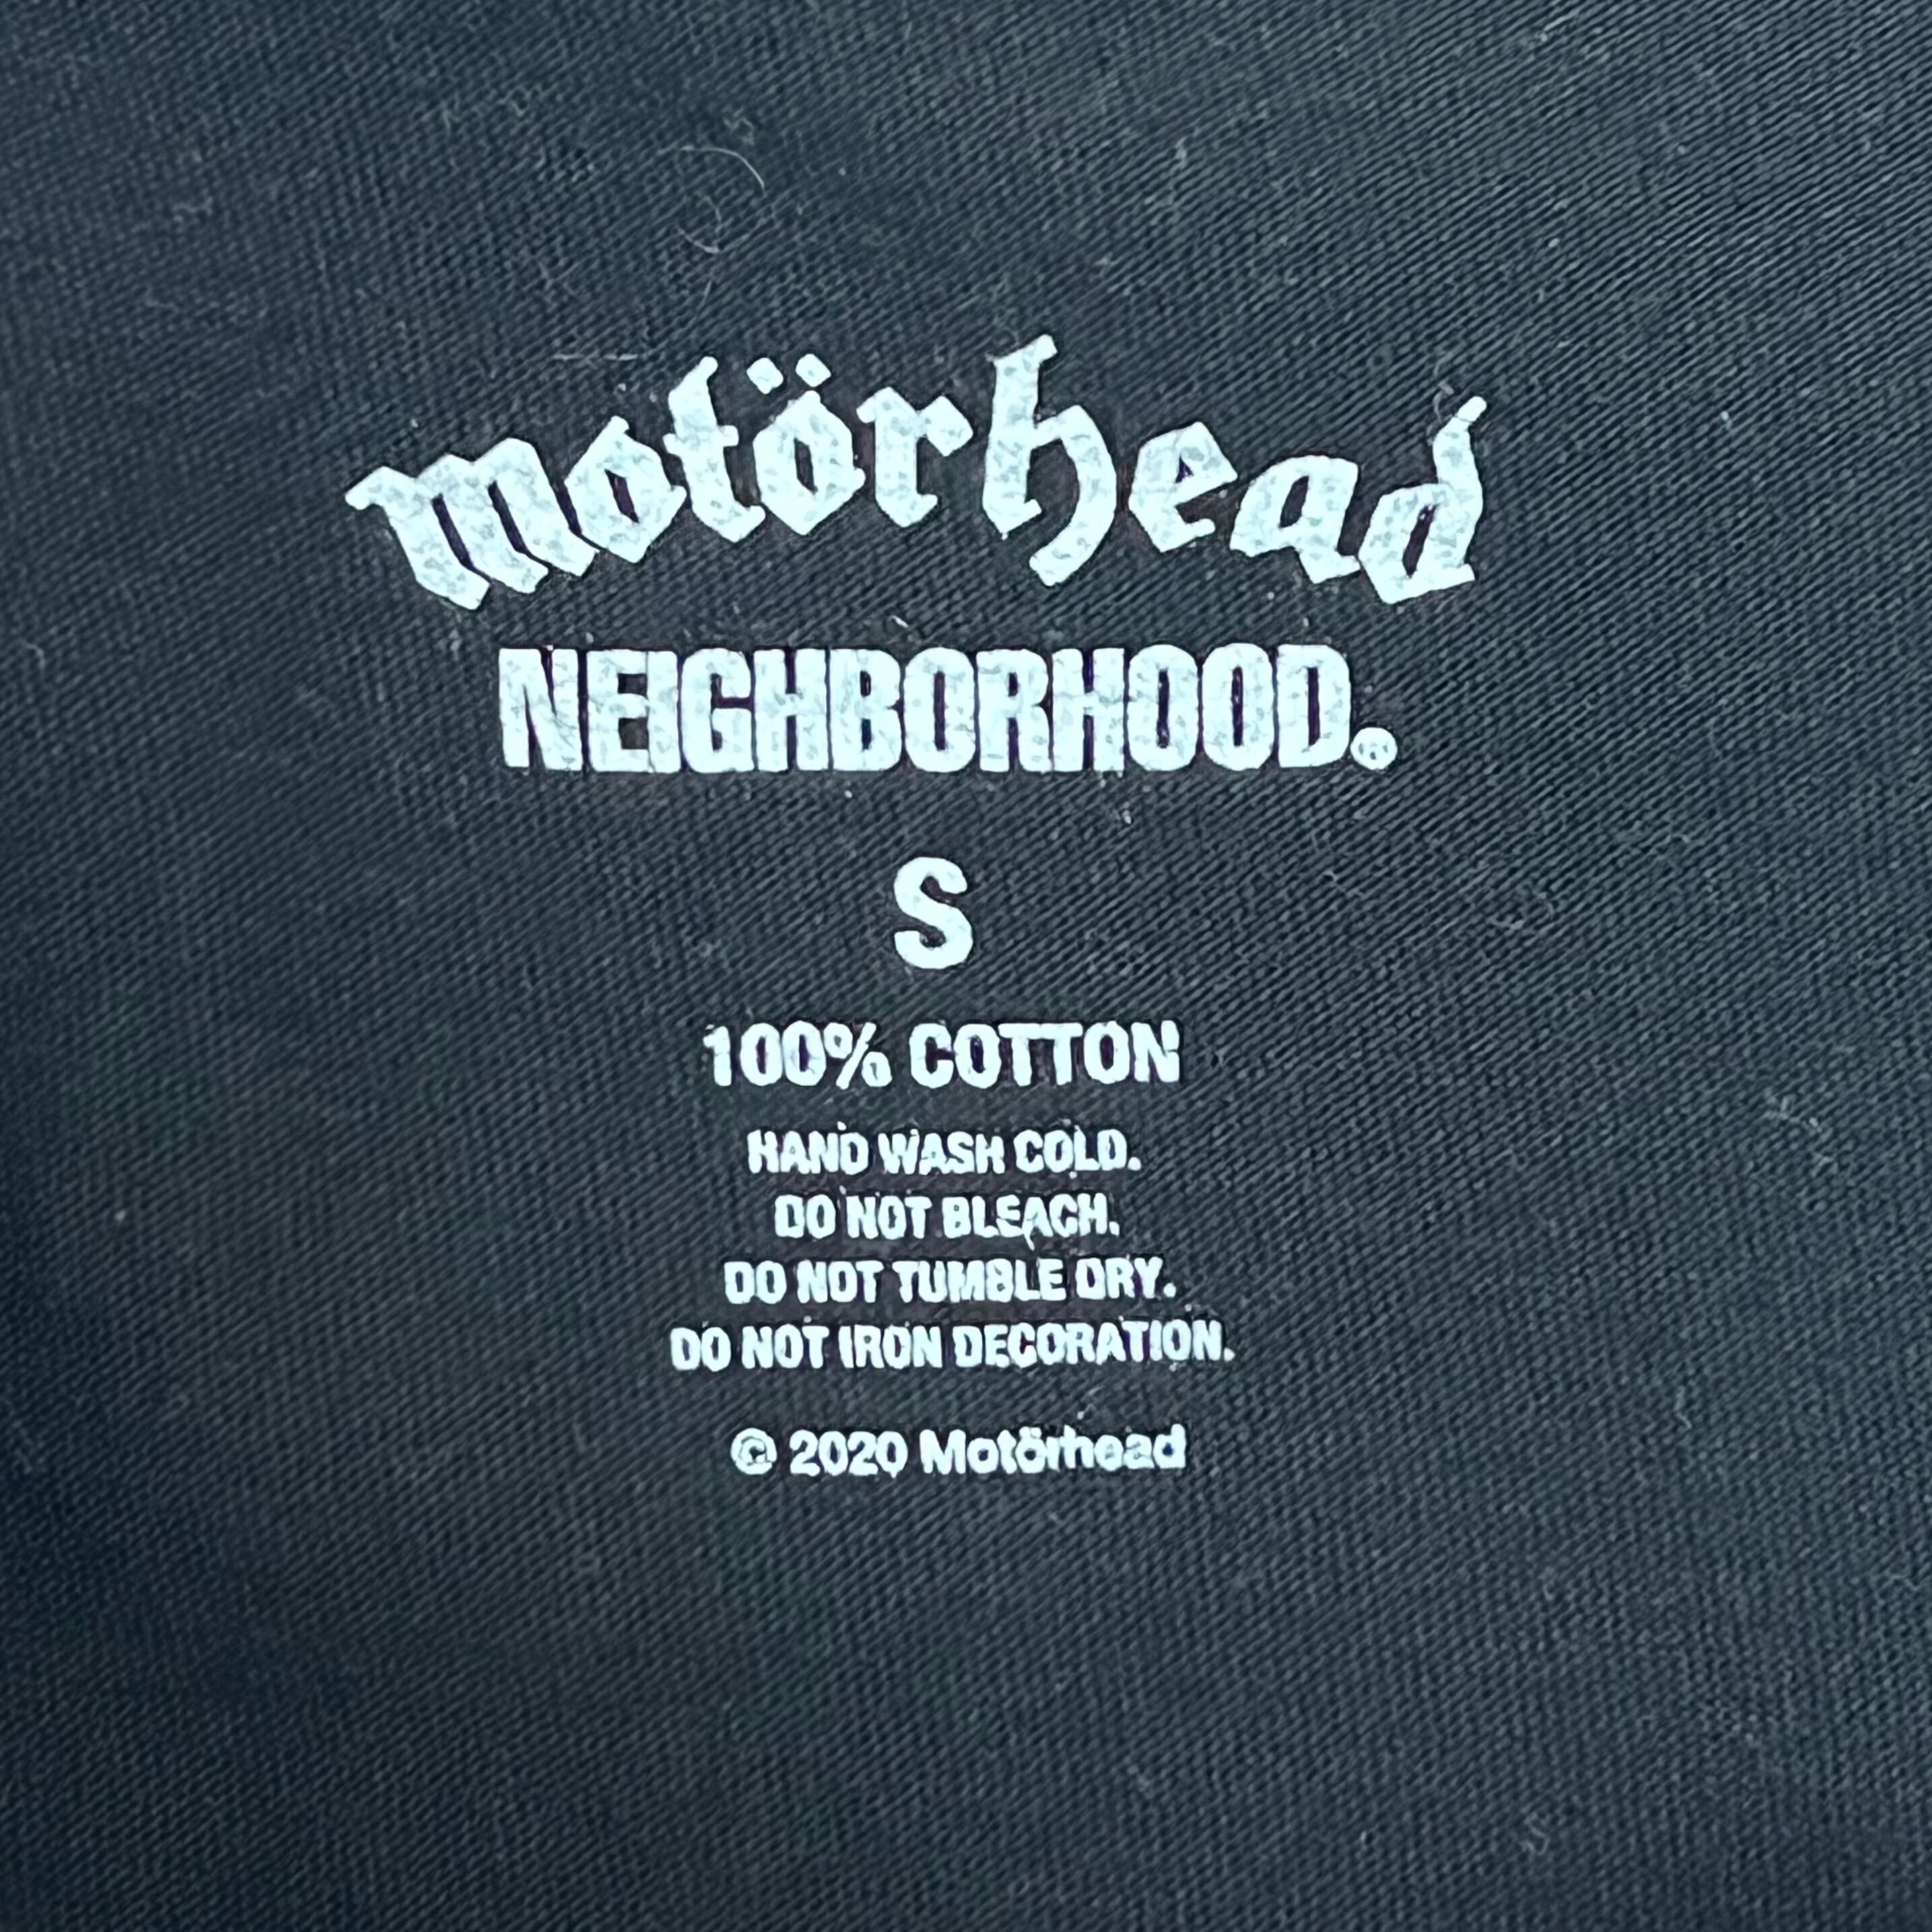 motörhead
NEIGHBORHOOD.®
S
100% COTTON
HAND WASH COLD.
DO NOT BLEACH.
DO NOT TUMBLE DRY.
DO NOT IRON DECORATION.
© 2020 Motörhead